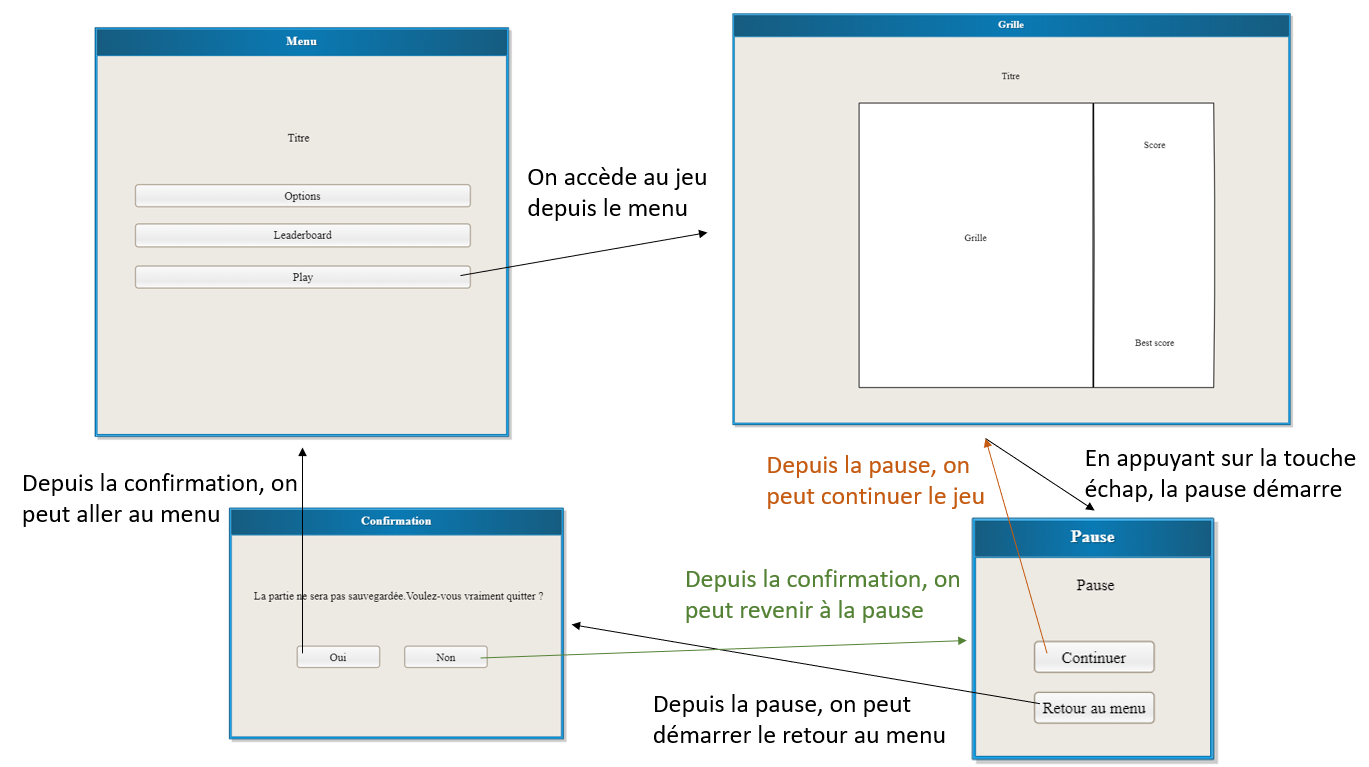 Menu
Titre
Options
Leaderboard
Play
On accède au jeu
depuis le menu
Grille
Titre
Grille
Score
Best score
Depuis la confirmation, on
peut aller au menu
Confirmation
La partie ne sera pas sauvegardée.Voulez-vous vraiment quitter ?
Oui
Non
Depuis la pause, on
peut continuer le jeu
En appuyant sur la touche
échap, la pause démarre
Depuis la confirmation, on
peut revenir à la pause
Depuis la pause, on peut
démarrer le retour au menu
Pause
Pause
Continuer
Retour au menu